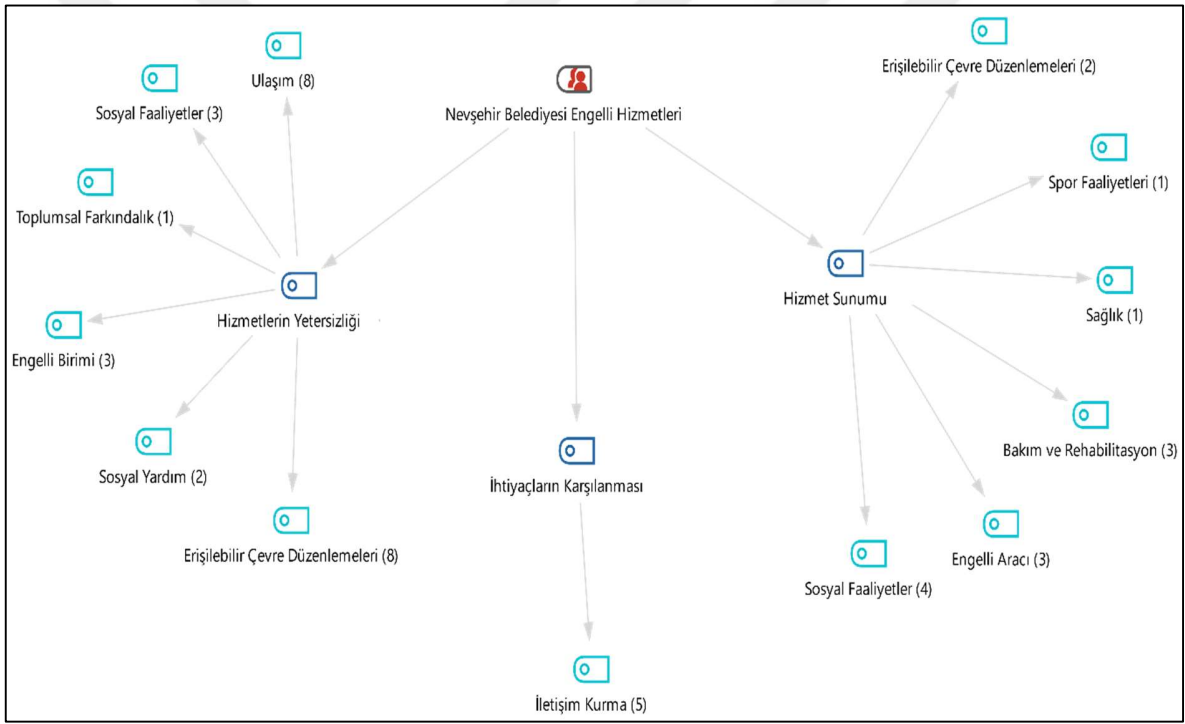 Ulaşım (8)
Erişilebilir Çevre Düzenlemeleri (2)
Sosyal Faaliyetler (3)
Nevşehir Belediyesi Engelli Hizmetleri
Spor Faaliyetleri (1)
Toplumsal Farkındalık (1)
Hizmet Sunumu
Hizmetlerin Yetersizliği
Sağlık (1)
Engelli Birimi (3)
Bakım ve Rehabilitasyon (3)
Sosyal Yardım (2)
İhtiyaçların Karşılanması
Erişilebilir Çevre Düzenlemeleri (8)
Engelli Aracı (3)
Sosyal Faaliyetler (4)
İletişim Kurma (5)